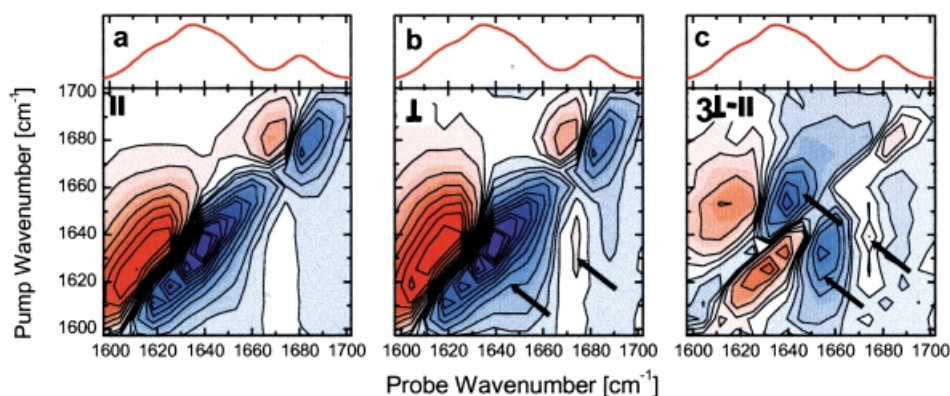 a b c
|| ⊥ 3⊥-||
Pump Wavenumber [cm-1]
1700
1680
1660
1640
1620
1600
1600 1620 1640 1660 1680 1700 1600 1620 1640 1660 1680 1700 1600 1620 1640 1660 1680 1700
Probe Wavenumber [cm-1]